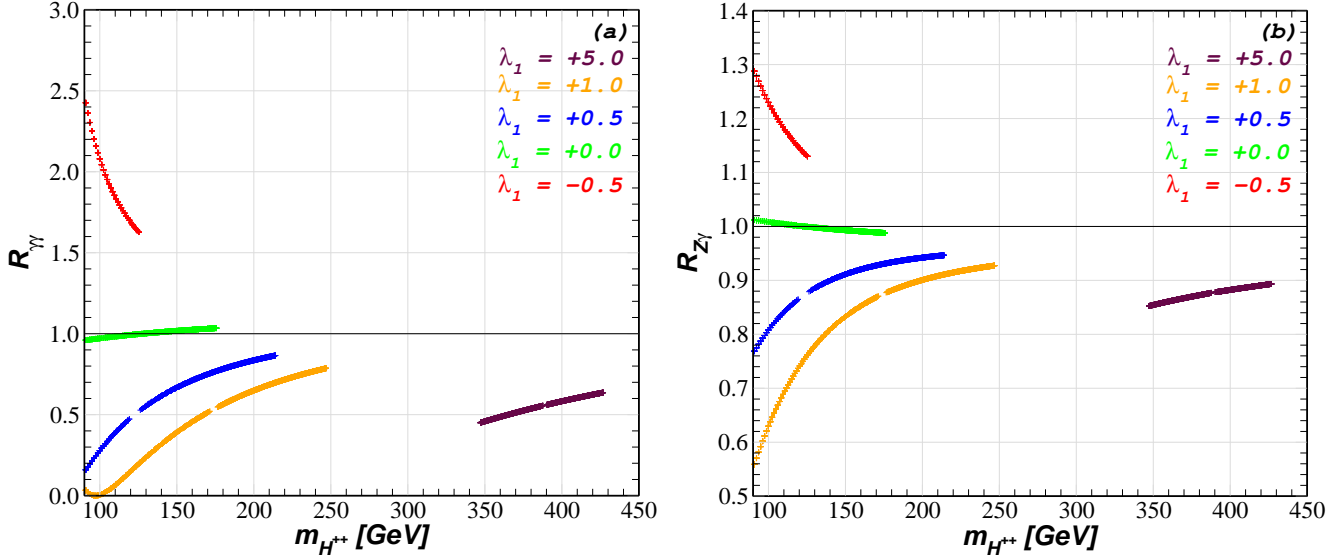 (a)
λ1 = +5.0
λ1 = +1.0
λ1 = +0.5
λ1 = +0.0
λ1 = −0.5
3.0
2.5
2.0
1.5
1.0
0.5
0.0
Rγγ
100 150 200 250 300 350 400 450
mH++ [GeV]
(b)
λ1 = +5.0
λ1 = +1.0
λ1 = +0.5
λ1 = +0.0
λ1 = −0.5
1.4
1.3
1.2
1.1
1.0
0.9
0.8
0.7
0.6
0.5
RZγ
100 150 200 250 300 350 400 450
mH++ [GeV]